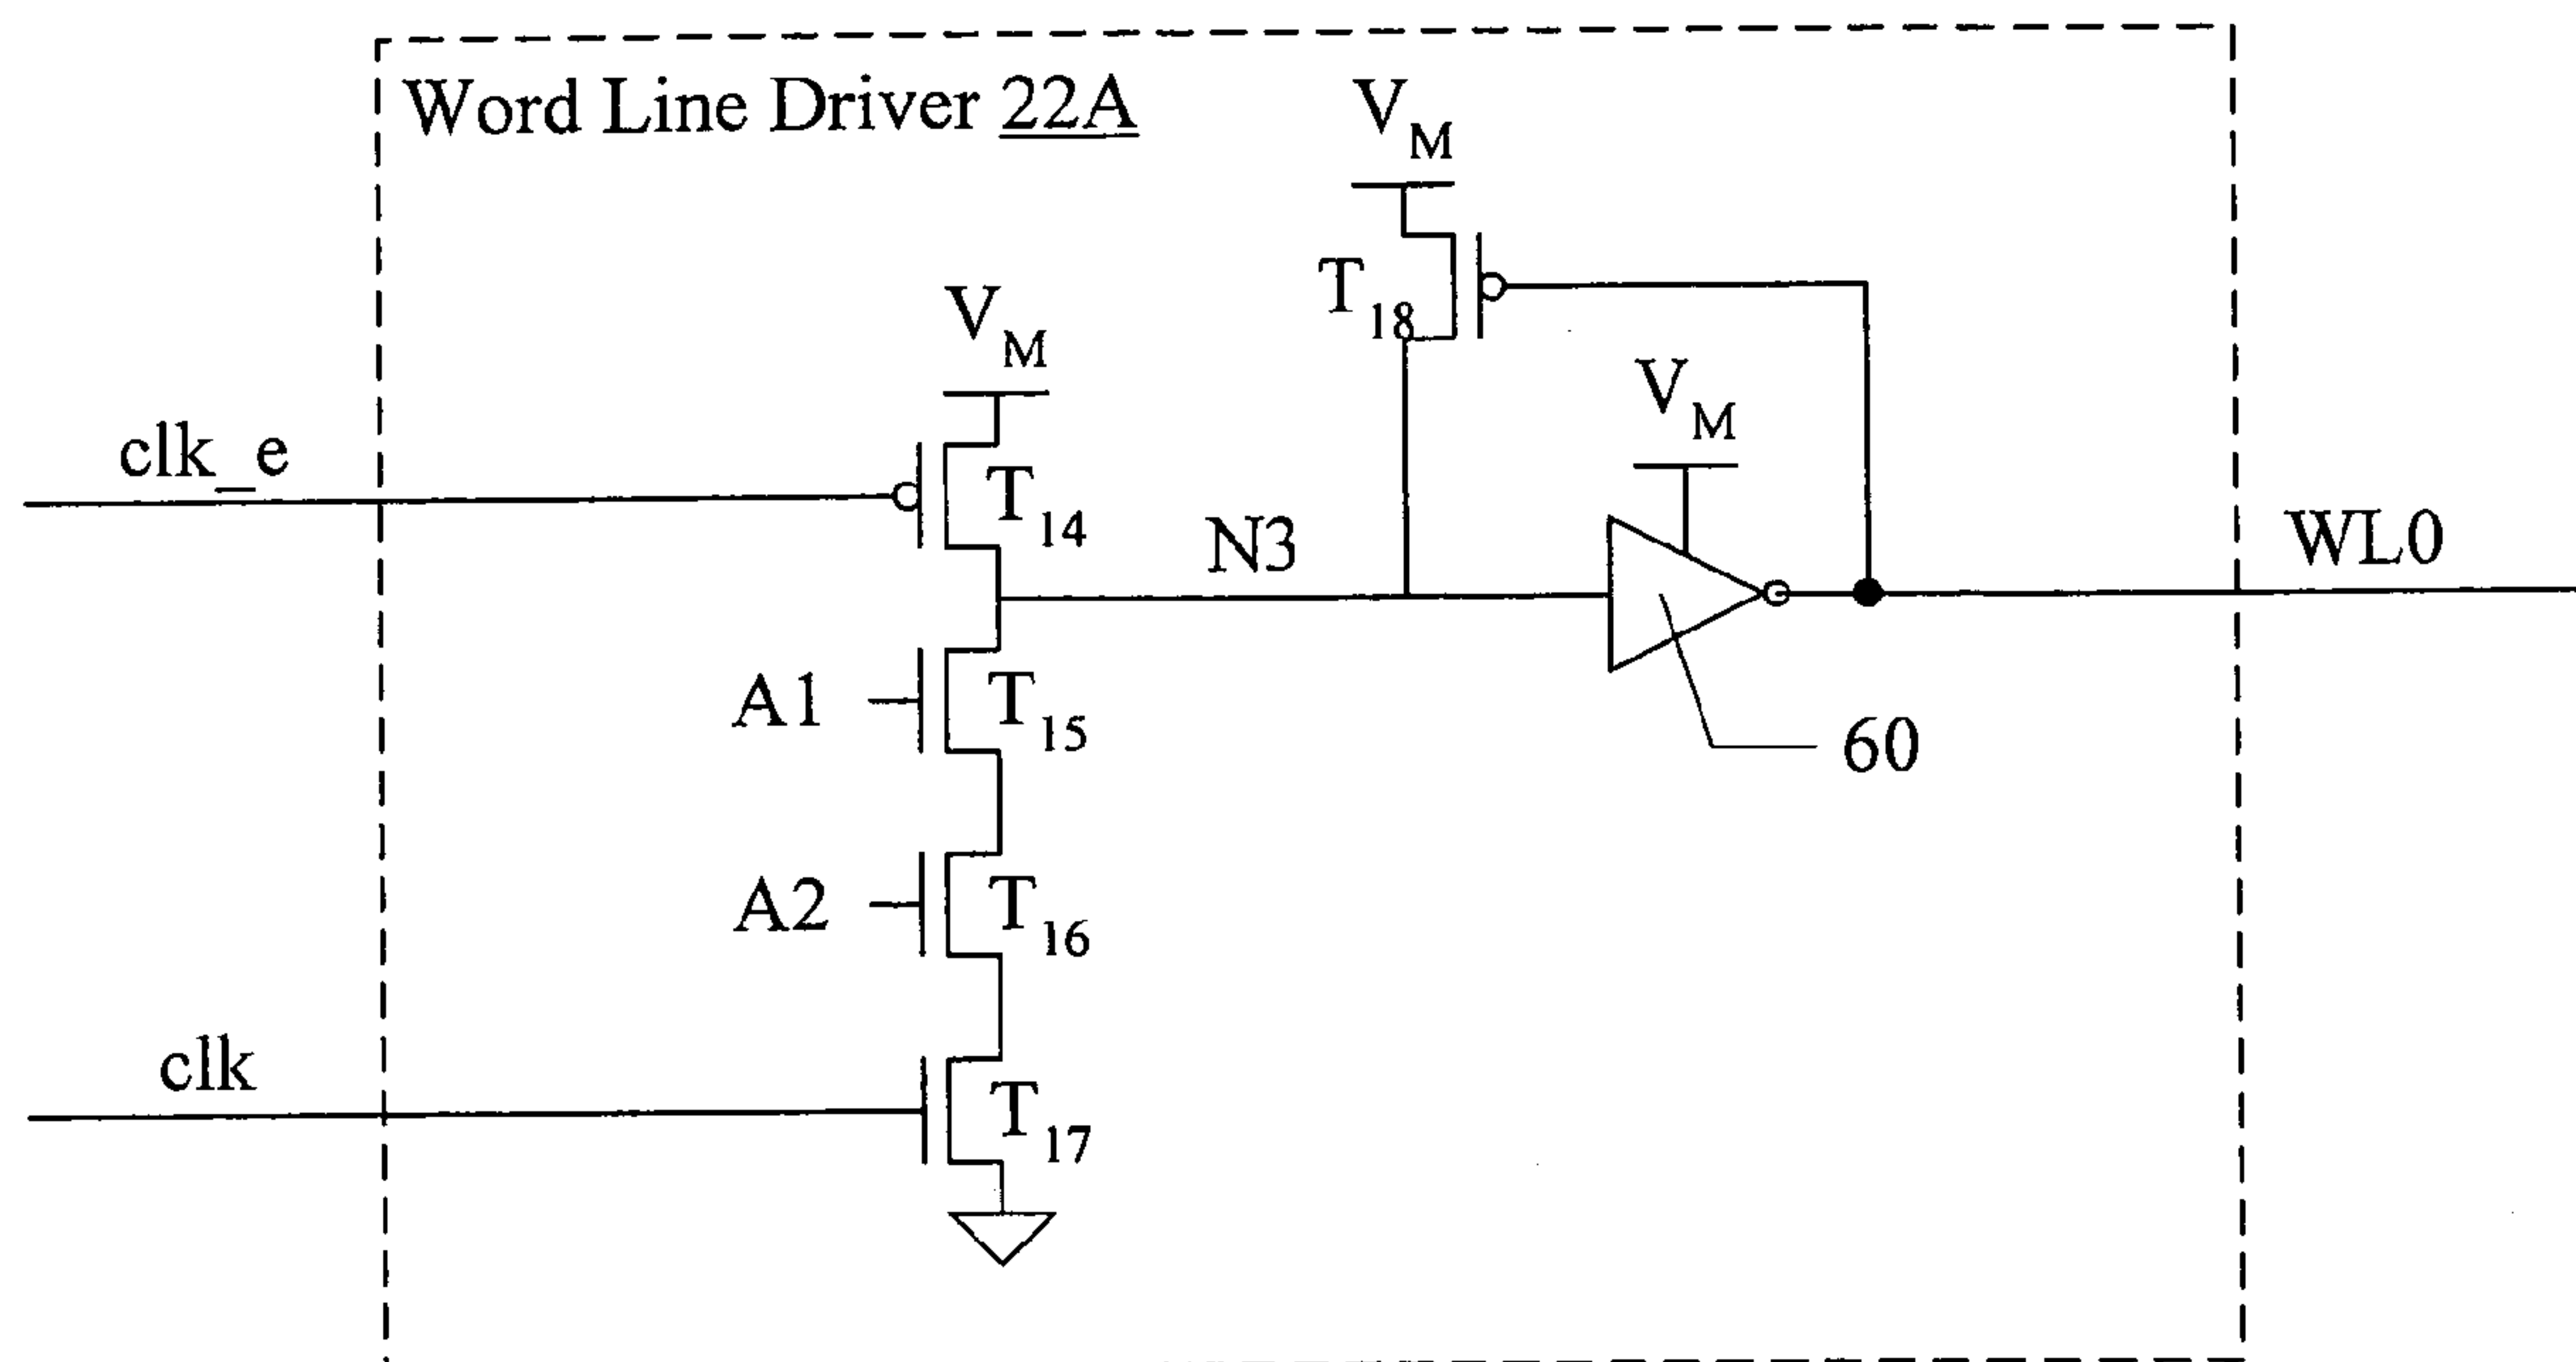 Word Line Driver 22A
V_M
T_18
V_M
V_M
clk_e
T_14
N3
WL0
A1
T_15
60
A2
T_16
clk
T_17